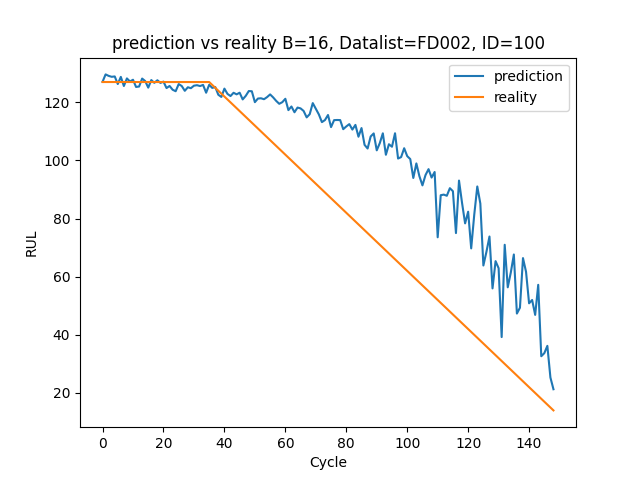 prediction vs reality B=16, Datalist=FD002, ID=100
prediction
reality
RUL
120
100
80
60
40
20
0 20 40 60 80 100 120 140
Cycle